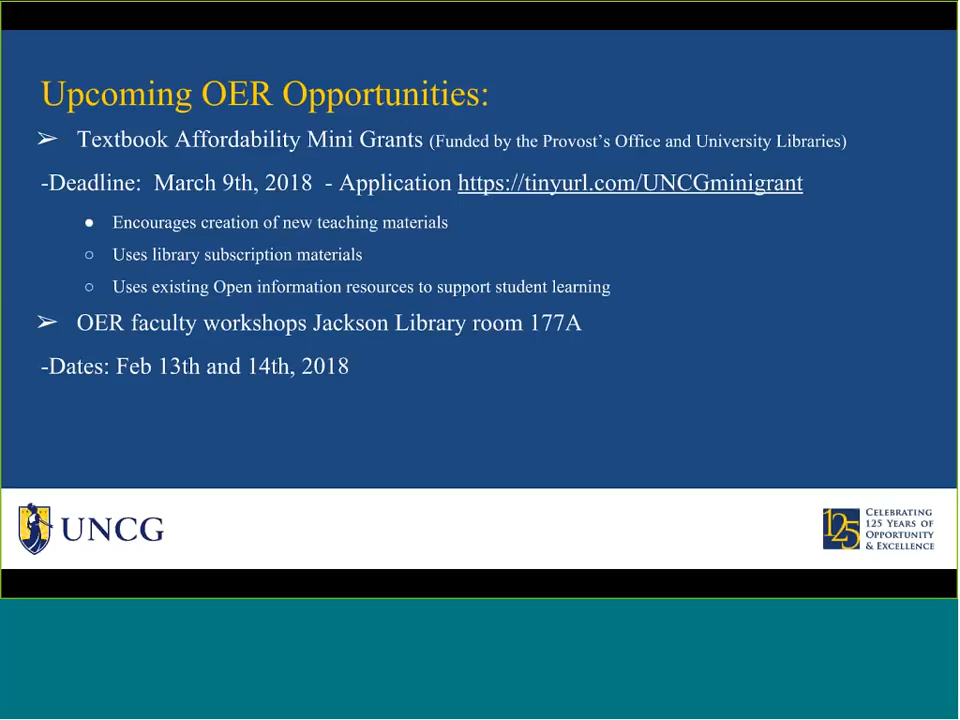 Upcoming OER Opportunities:
➢ Textbook Affordability Mini Grants (Funded by the Provost’s Office and University Libraries)
-Deadline:  March 9th, 2018  - Application https://tinyurl.com/UNCGminigrant
● Encourages creation of new teaching materials
○ Uses library subscription materials
○ Uses existing Open information resources to support student learning
➢ OER faculty workshops Jackson Library room 177A
-Dates: Feb 13th and 14th, 2018
UNCG
125
CELEBRATING
125 YEARS OF
OPPORTUNITY
& EXCELLENCE